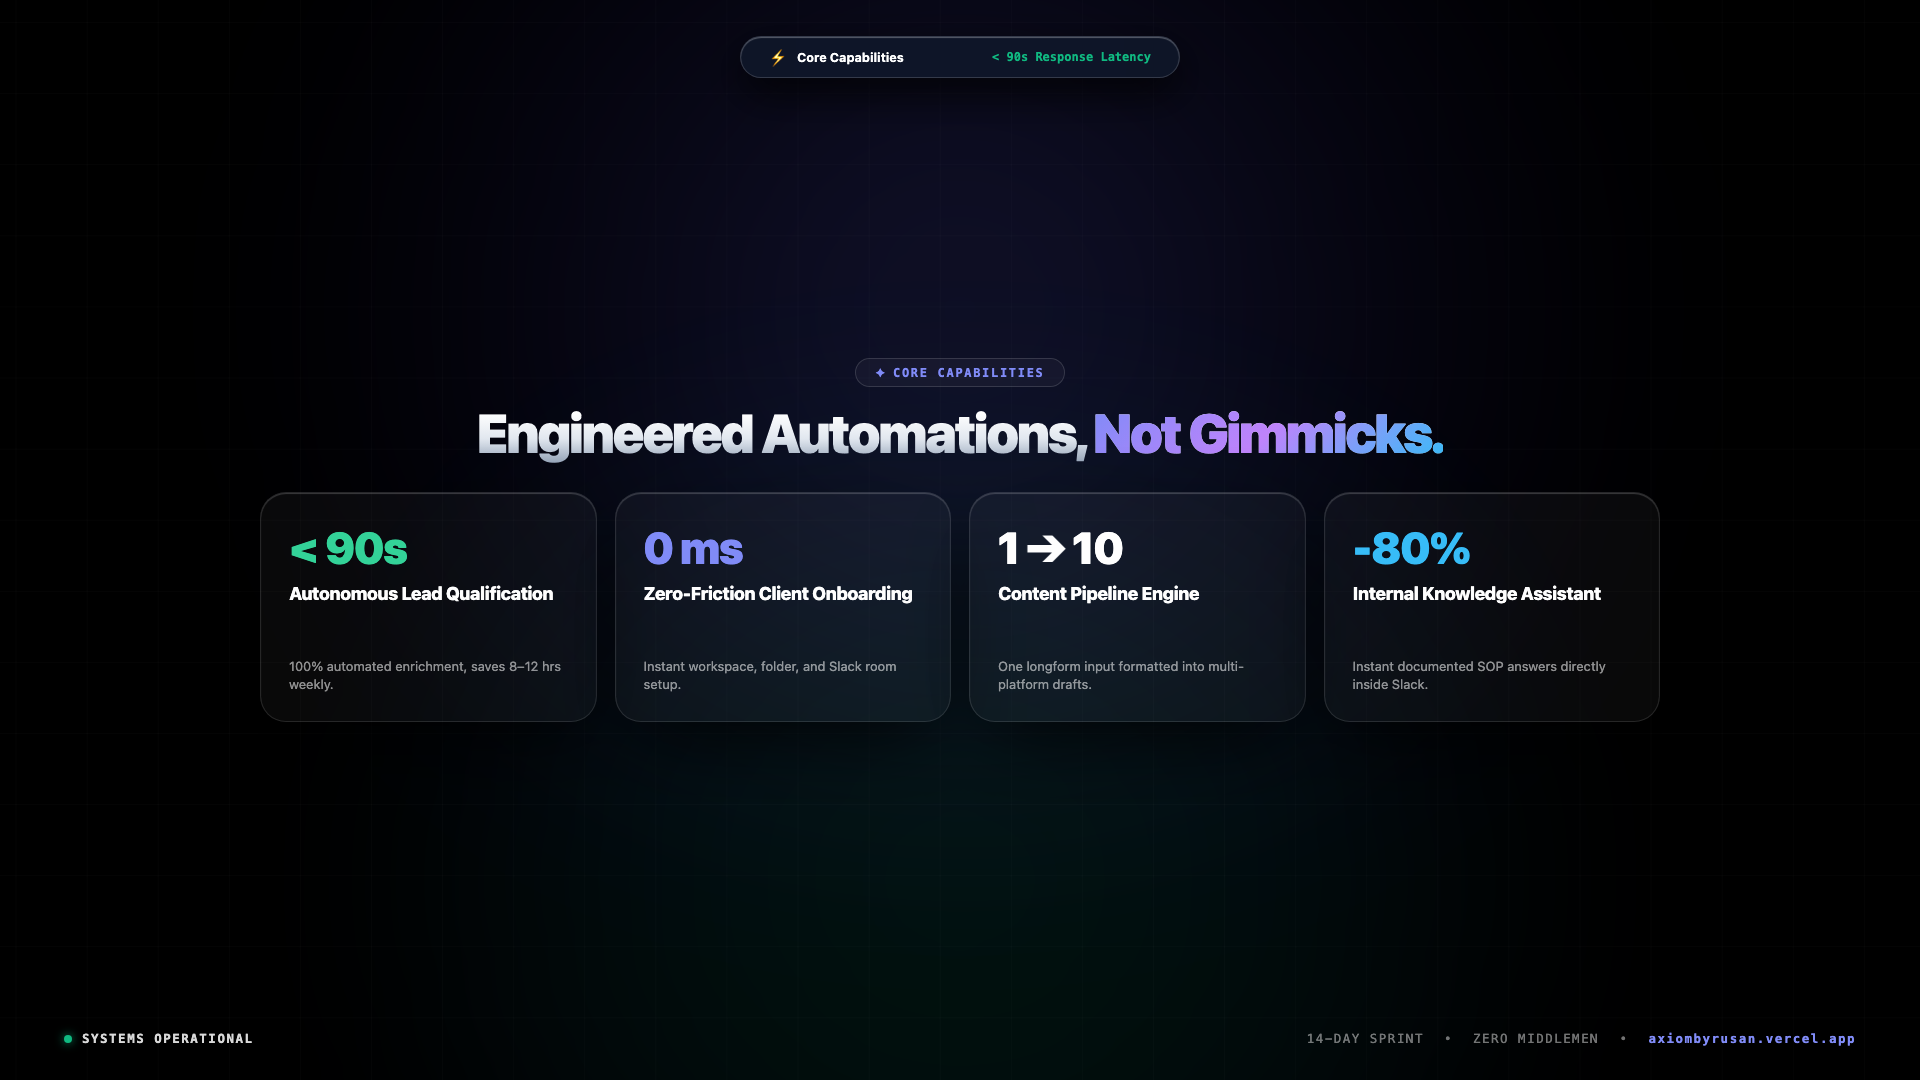 ⚡ Core Capabilities
< 90s Response Latency
✦ CORE CAPABILITIES
Engineered Automations, Not Gimmicks.
< 90s
Autonomous Lead Qualification
100% automated enrichment, saves 8–12 hrs
weekly.
0 ms
Zero-Friction Client Onboarding
Instant workspace, folder, and Slack room
setup.
1 → 10
Content Pipeline Engine
One longform input formatted into multi-
platform drafts.
-80%
Internal Knowledge Assistant
Instant documented SOP answers directly
inside Slack.
SYSTEMS OPERATIONAL
14-DAY SPRINT • ZERO MIDDLEMEN • axiombyrusan.vercel.app